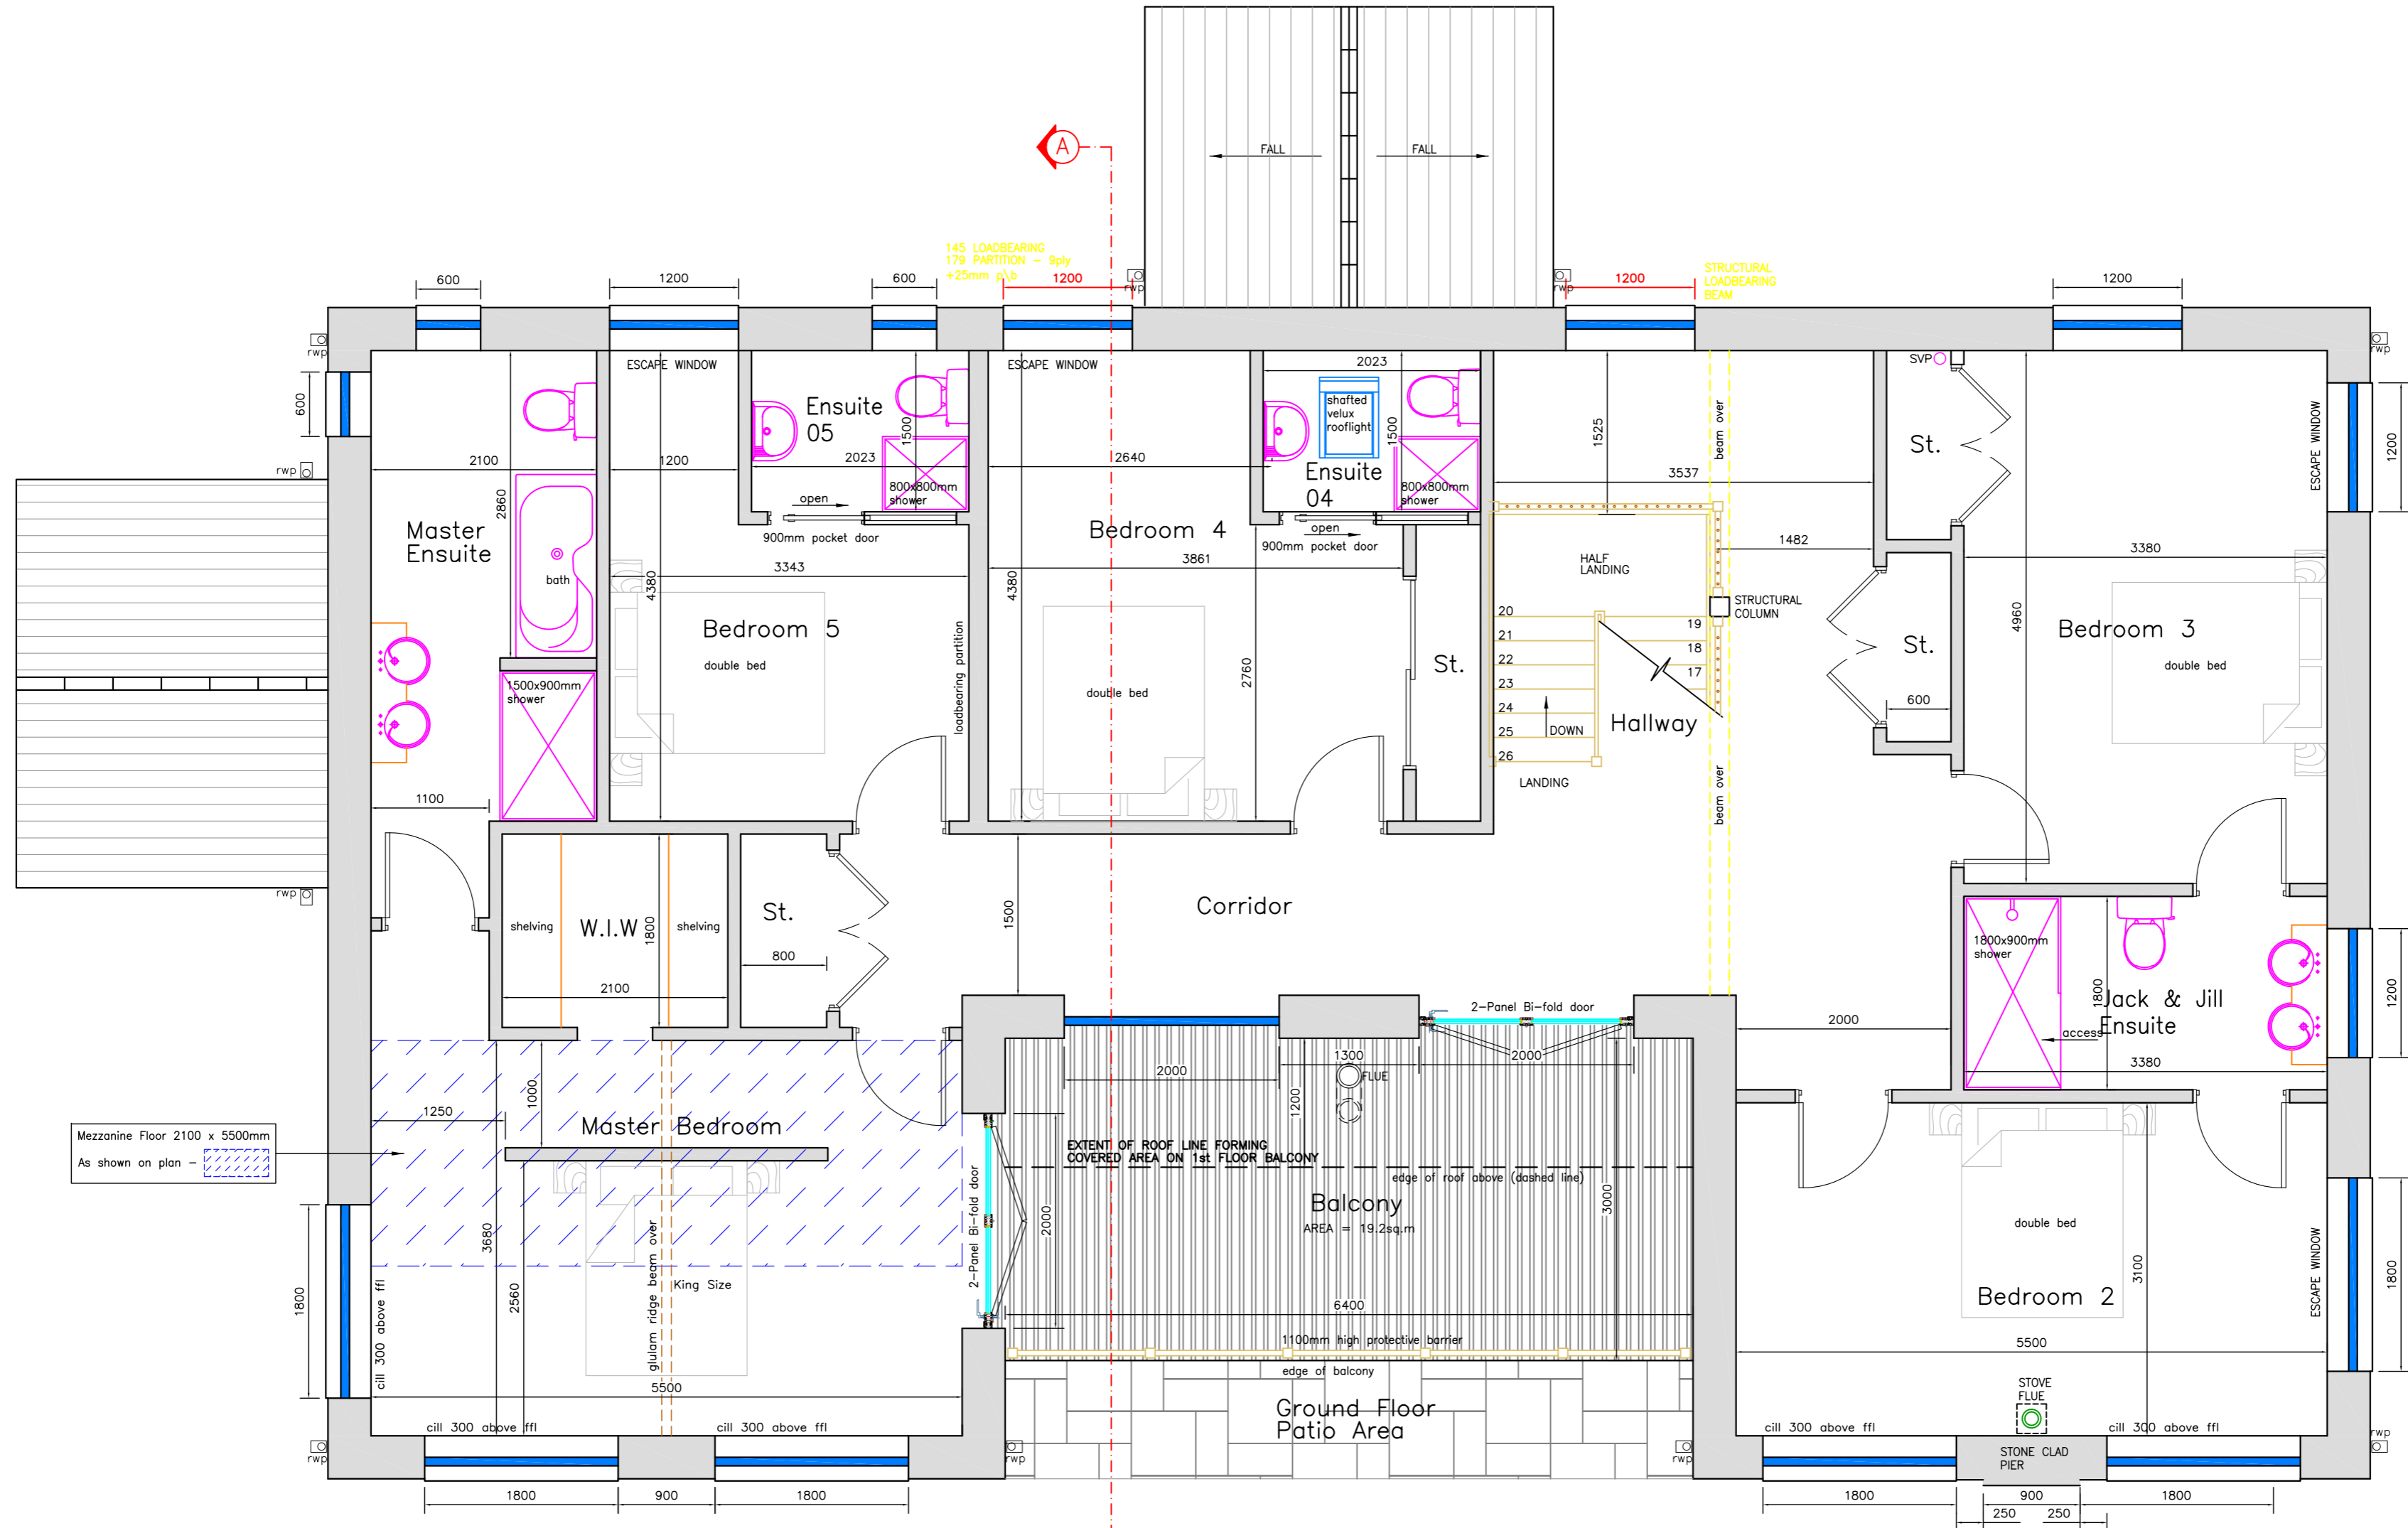 A
FALL
FALL
145 LOADBEARING
179 PARTITION - 9ply
+25mm p\b
STRUCTURAL
LOADBEARING
BEAM
600
1200
600
1200
rwp
rwp
1200
1200
rwp
rwp
ESCAPE WINDOW
ESCAPE WINDOW
SVP
600
2100
2860
1200
Ensuite
05
1500
2023
800x800mm
shower
open
900mm pocket door
2640
2023
shafted
velux
rooflight
1500
Ensuite
04
800x800mm
shower
open
900mm pocket door
1525
3537
beam over
St.
ESCAPE WINDOW
1200
rwp
Master
Ensuite
bath
4380
3343
Bedroom 5
double bed
loadbearing partition
Bedroom 4
4380
3861
2760
double bed
St.
HALF
LANDING
1482
STRUCTURAL
COLUMN
20
21
22
23
24
25
26
19
18
17
DOWN
LANDING
Hallway
beam over
St.
600
3380
4960
Bedroom 3
double bed
1500x900mm
shower
1100
rwp
shelving
W.I.W
shelving
1800
2100
St.
800
1500
Corridor
1800x900mm
shower
1800
Jack & Jill
Ensuite
access
3380
1200
2000
2-Panel Bi-fold door
2000
1300
2000
FLUE
1200
1000
1250
Master Bedroom
Mezzanine Floor 2100 x 5500mm
As shown on plan -
EXTENT OF ROOF LINE FORMING
COVERED AREA ON 1st FLOOR BALCONY
edge of roof above (dashed line)
Balcony
AREA = 19.2sq.m
3000
2-Panel Bi-fold door
2000
3680
2560
glulam ridge beam over
King Size
1800
cill 300 above ffl
5500
6400
1100mm high protective barrier
edge of balcony
double bed
3100
Bedroom 2
ESCAPE WINDOW
1800
5500
STOVE
FLUE
Ground Floor
Patio Area
cill 300 above ffl
cill 300 above ffl
cill 300 above ffl
cill 300 above ffl
rwp
rwp
rwp
rwp
STONE CLAD
PIER
1800
900
1800
1800
900
1800
250
250